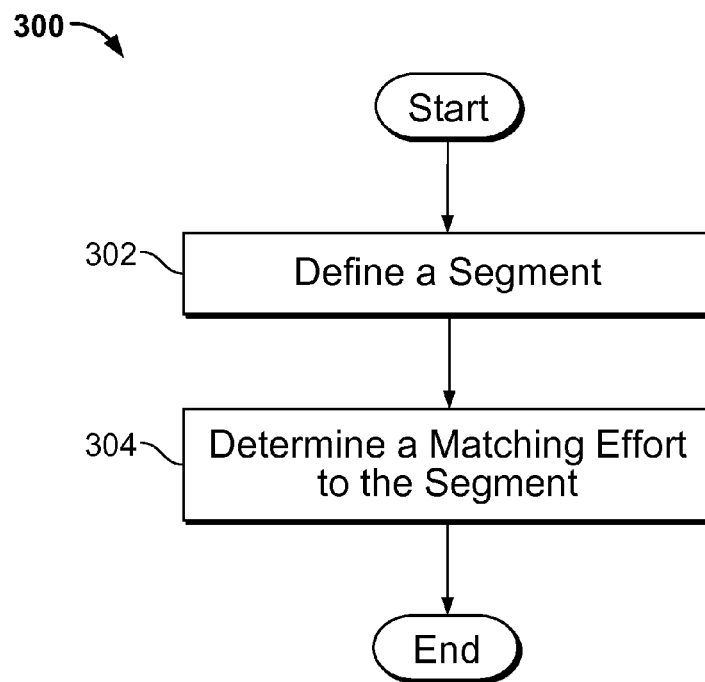 300
Start
302
Define a Segment
304
Determine a Matching Effort
to the Segment
End